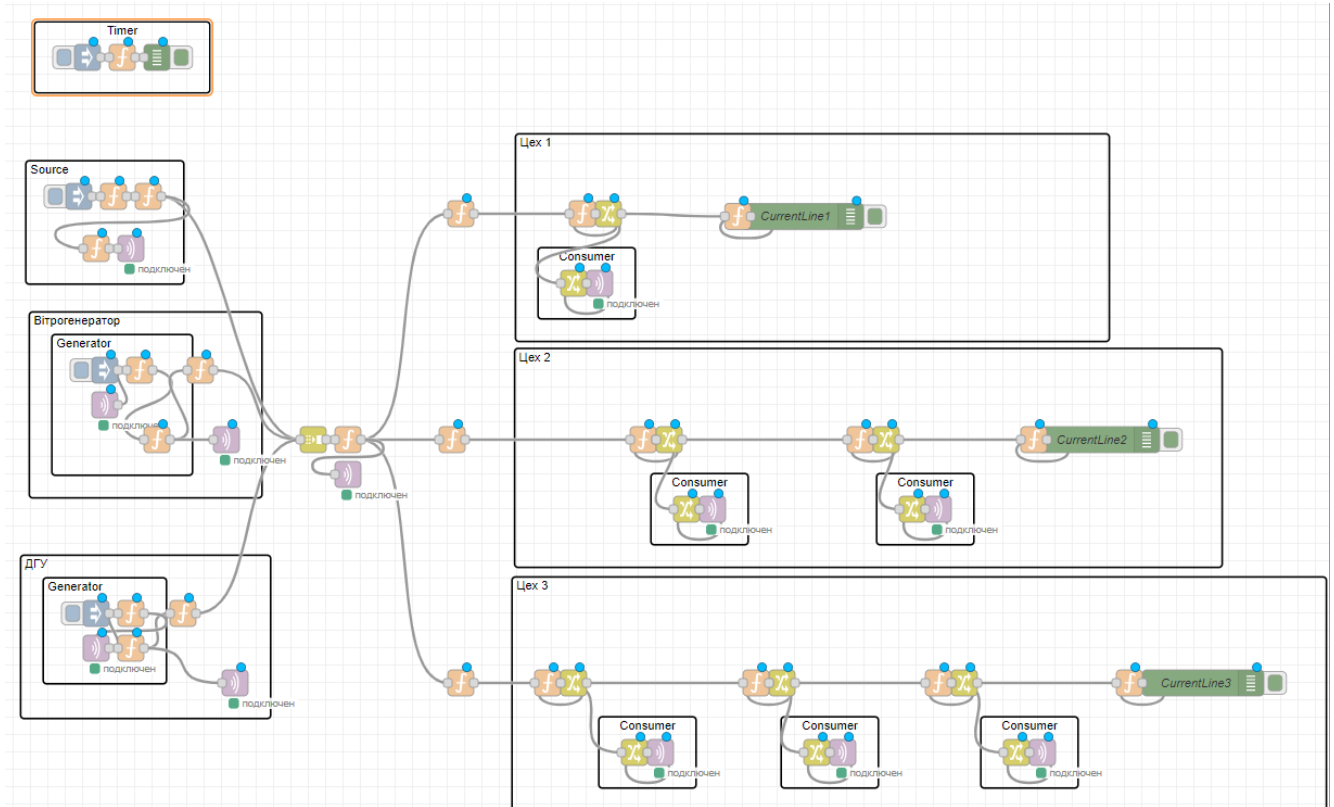 Timer
Source
подключен
Вітрогенератор
Generator
подключен
подключен
ДГУ
Generator
подключен
подключен
подключен
Цех 1
CurrentLine1
Consumer
подключен
Цех 2
CurrentLine2
Consumer
подключен
Consumer
подключен
Цех 3
CurrentLine3
Consumer
подключен
Consumer
подключен
Consumer
подключен